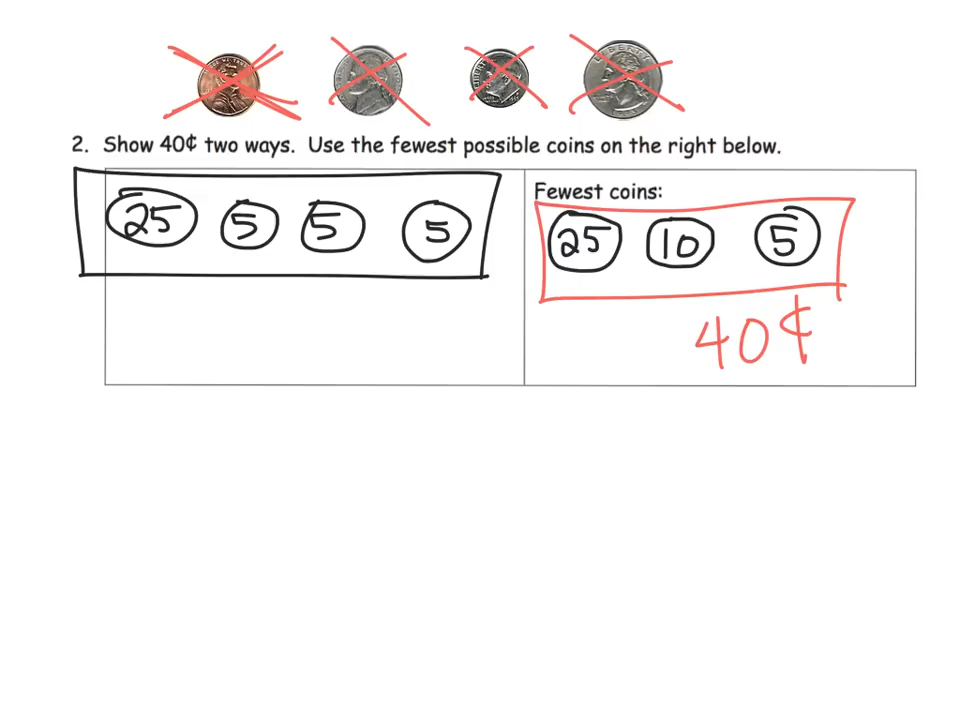 2. Show 40¢ two ways. Use the fewest possible coins on the right below.
25 5 5 5
Fewest coins:
25 10 5
40¢